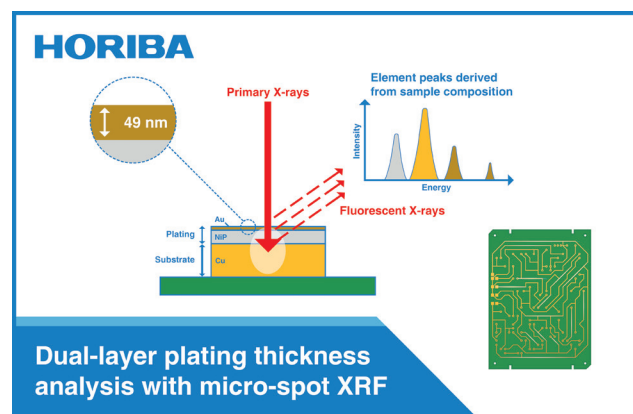 HORIBA
49 nm
Primary X-rays
Element peaks derived
from sample composition
Intensity
Energy
Fluorescent X-rays
Au
Plating
NiP
Substrate
Cu
Dual-layer plating thickness
analysis with micro-spot XRF